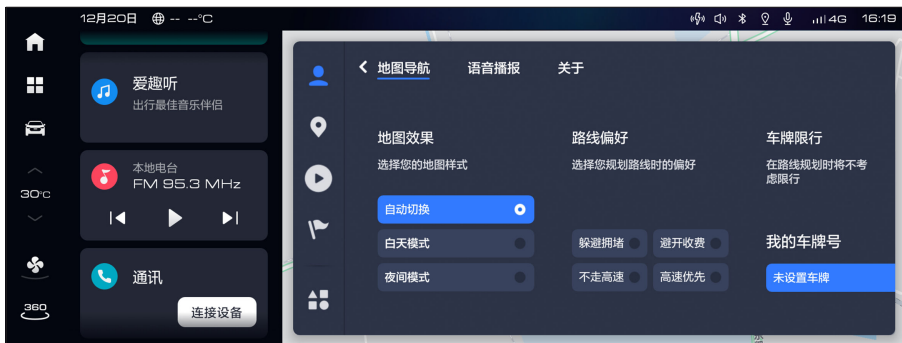 12月20日 -- --°C
4G 16:19
30°C
360
爱趣听
出行最佳音乐伴侣
本地电台
FM 95.3 MHz
通讯
连接设备
地图导航 语音播报 关于
地图效果
选择您的地图样式
自动切换
白天模式
夜间模式
路线偏好
选择您规划路线时的偏好
躲避拥堵 避开收费
不走高速 高速优先
车牌限行
在路线规划时将不考
虑限行
我的车牌号
未设置车牌